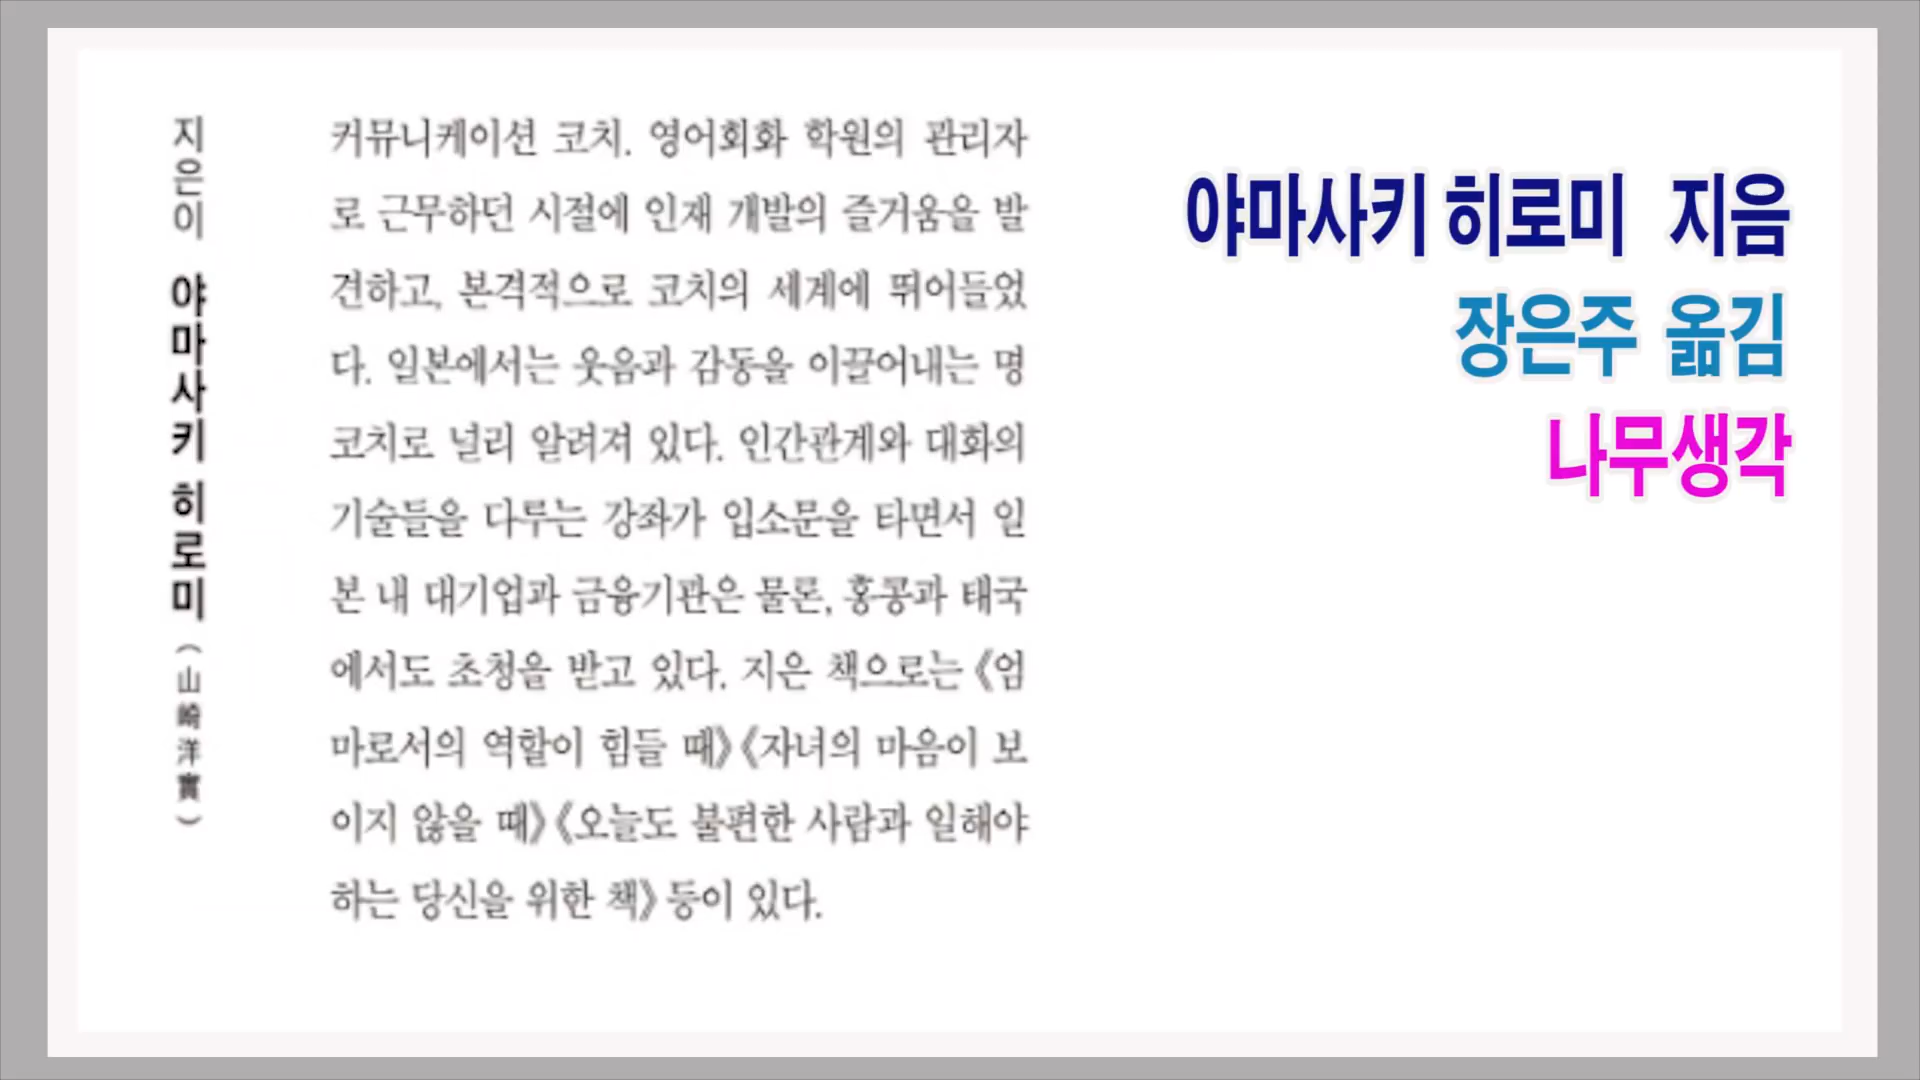 지은이 야마사키 히로미 (山崎洋實)
커뮤니케이션 코치. 영어회화 학원의 관리자
로 근무하던 시절에 인재 개발의 즐거움을 발
견하고, 본격적으로 코치의 세계에 뛰어들었
다. 일본에서는 웃음과 감동을 이끌어내는 명
코치로 널리 알려져 있다. 인간관계와 대화의
기술들을 다루는 강좌가 입소문을 타면서 일
본 내 대기업과 금융기관은 물론, 홍콩과 태국
에서도 초청을 받고 있다. 지은 책으로는 《엄
마로서의 역할이 힘들 때》《자녀의 마음이 보
이지 않을 때》《오늘도 불편한 사람과 일해야
하는 당신을 위한 책》 등이 있다.
야마사키 히로미 지음
장은주 옮김
나무생각